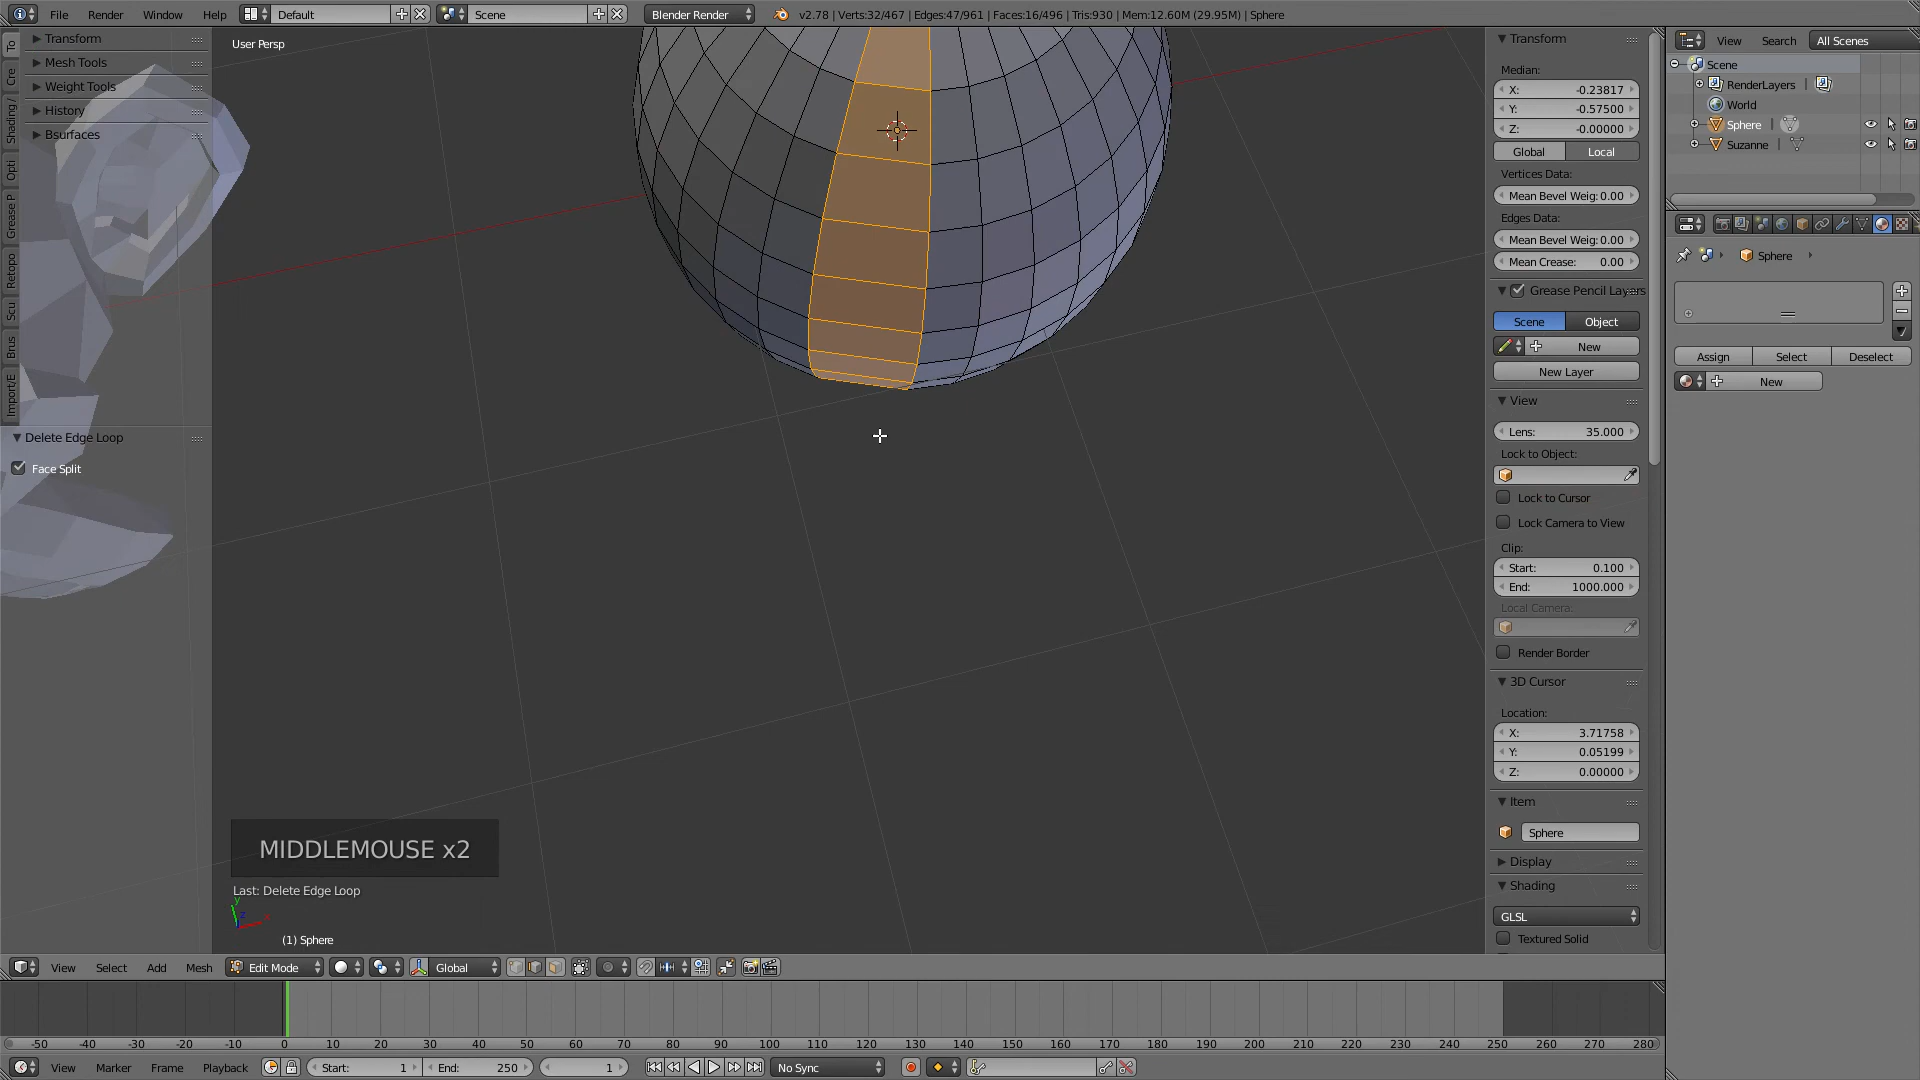 File Render Window Help Default Scene Blender Render v2.78 | Verts:32/467 | Edges:47/961 | Faces:16/496 | Tris:930 | Mem:12.60M (29.95M) | Sphere
To
Cre
Shading /
Opti
Grease P
Retopo
Scu
Brus
Import/E
Transform
Mesh Tools
Weight Tools
History
Bsurfaces
Delete Edge Loop
Face Split
User Persp
MIDDLEMOUSE x2
Last: Delete Edge Loop
y
z
x
(1) Sphere
Transform
Median:
X: -0.23817
Y: -0.57500
Z: -0.00000
Global Local
Vertices Data:
Mean Bevel Weig: 0.00
Edges Data:
Mean Bevel Weig: 0.00
Mean Crease: 0.00
Grease Pencil Layers
Scene Object
New
New Layer
View
Lens: 35.000
Lock to Object:
Lock to Cursor
Lock Camera to View
Clip:
Start: 0.100
End: 1000.000
Local Camera:
Render Border
3D Cursor
Location:
X: 3.71758
Y: 0.05199
Z: 0.00000
Item
Sphere
Display
Shading
GLSL
Textured Solid
View Search All Scenes
Scene
RenderLayers |
World
Sphere |
Suzanne |
Sphere
Assign Select Deselect
New
View Select Add Mesh Edit Mode Global
-50 -40 -30 -20 -10 0 10 20 30 40 50 60 70 80 90 100 110 120 130 140 150 160 170 180 190 200 210 220 230 240 250 260 270 280
View Marker Frame Playback Start: 1 End: 250 1 No Sync